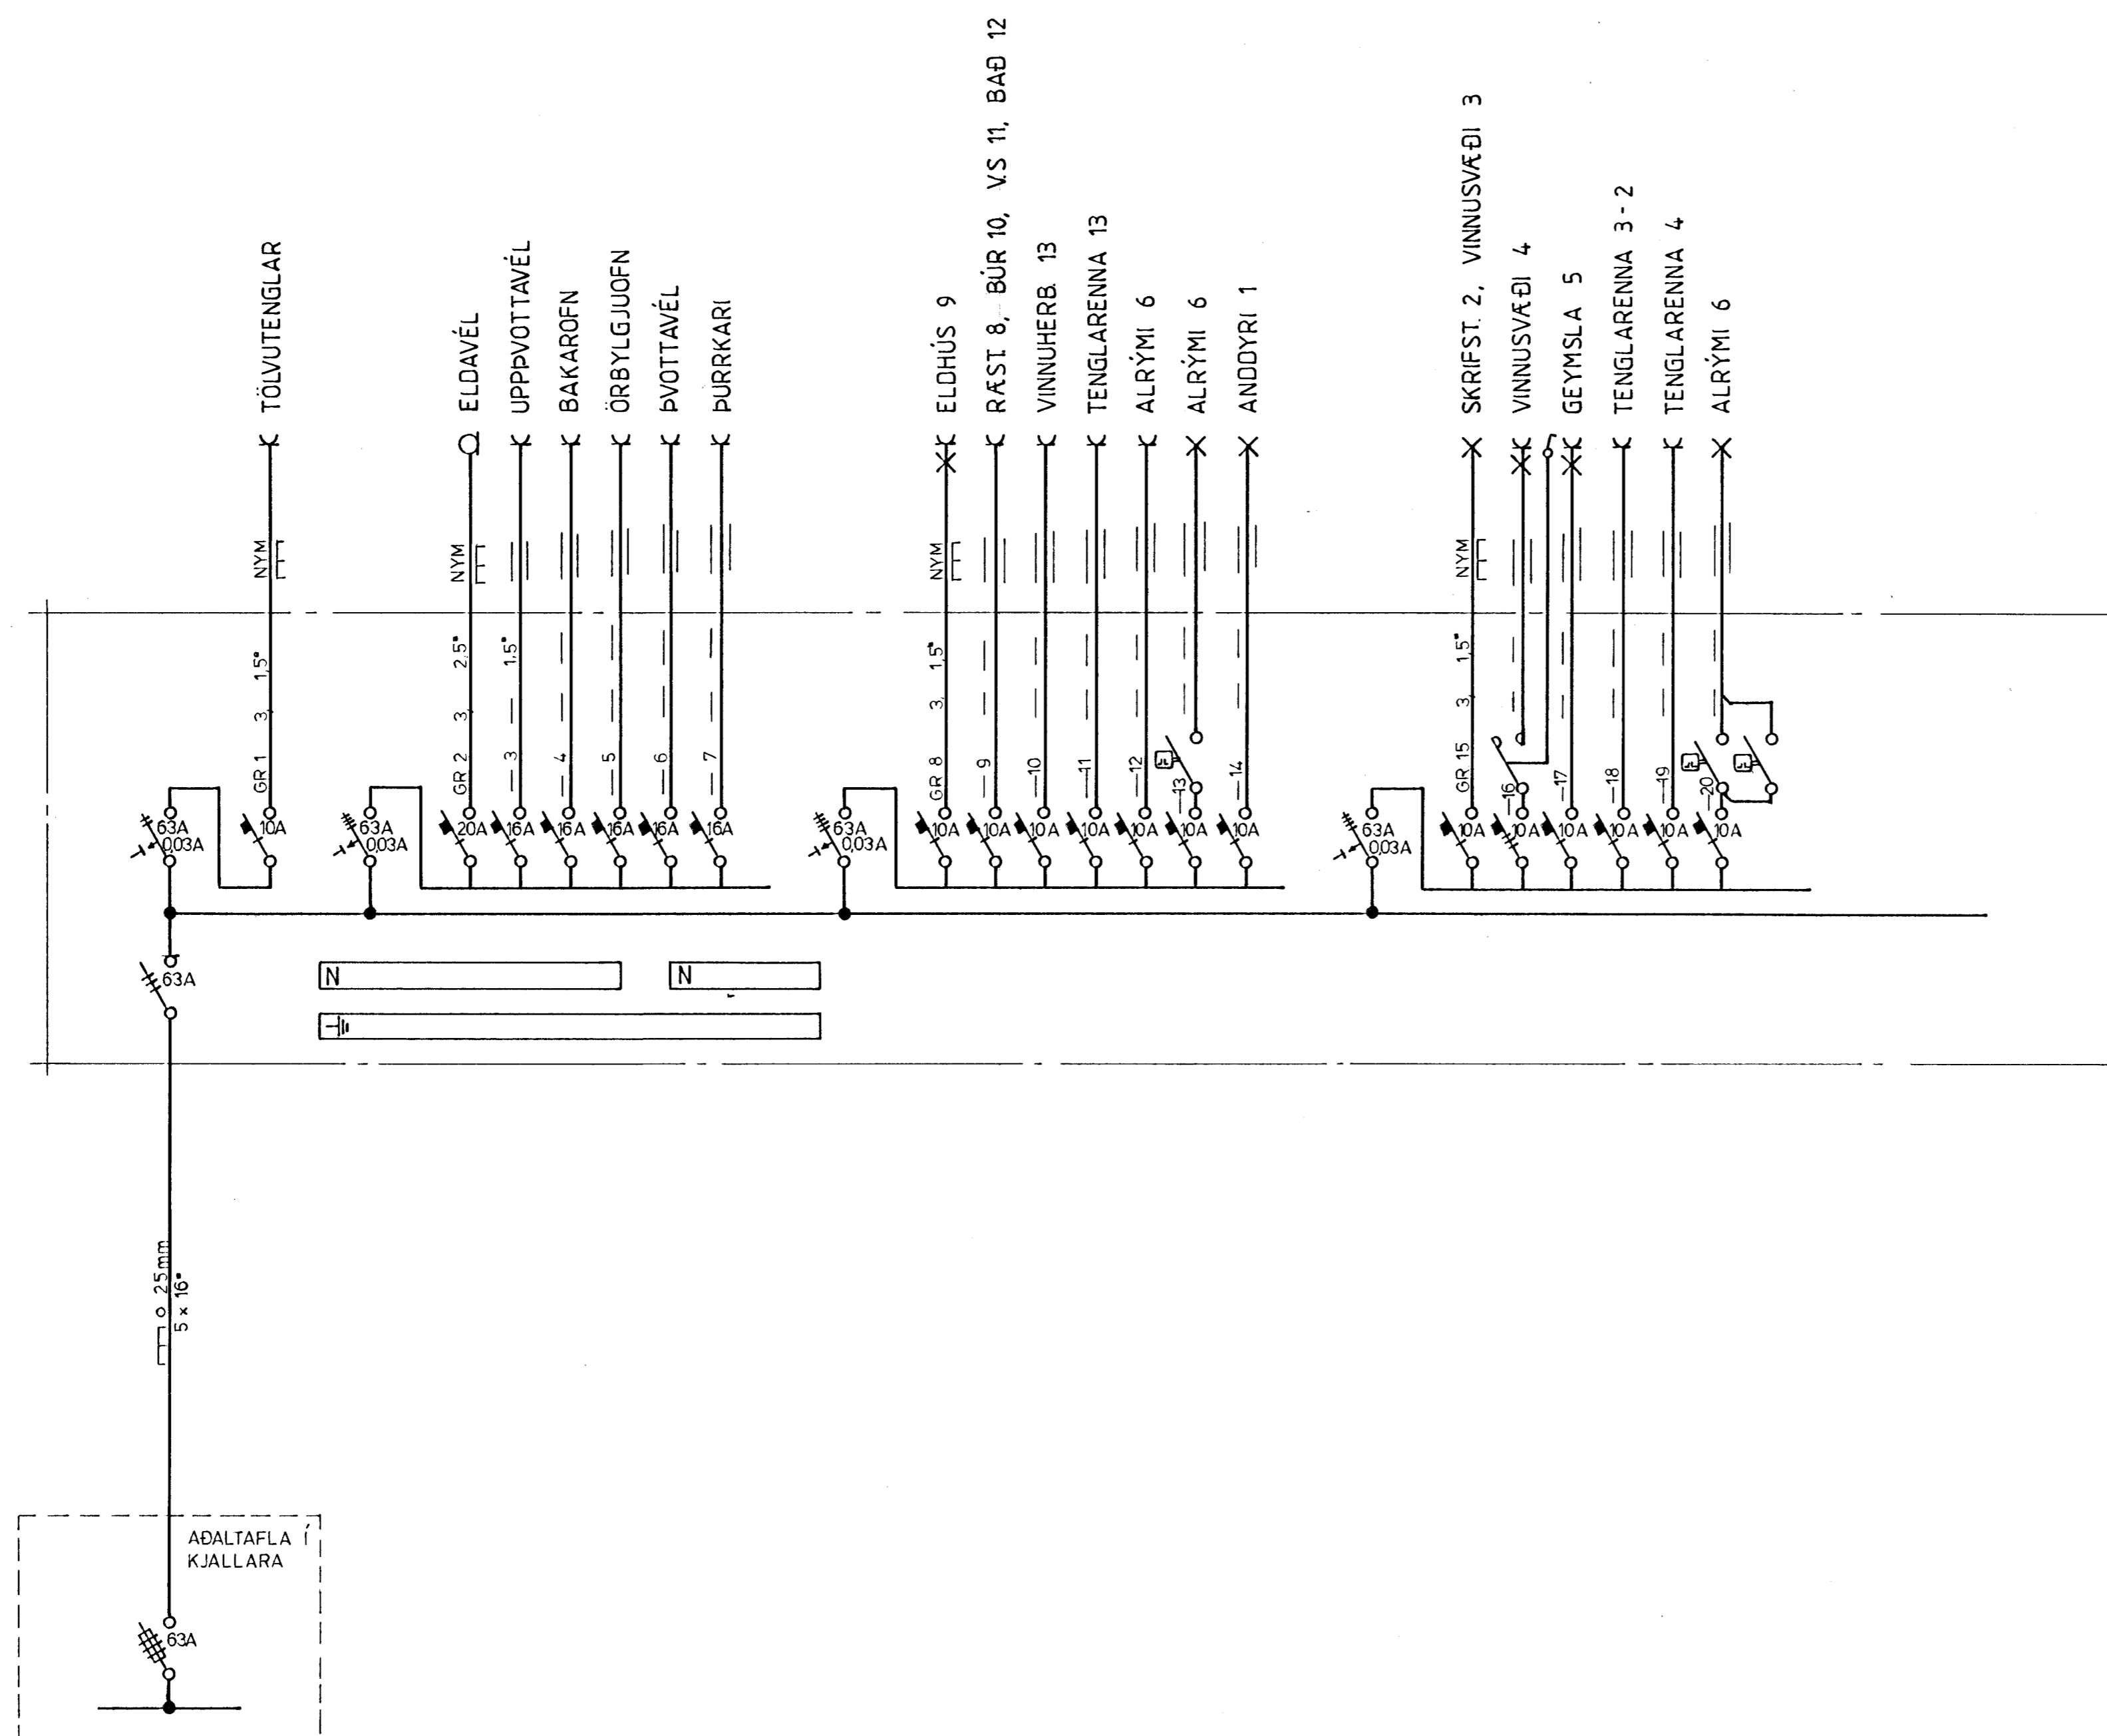 TÖLVUTENGLAR
ELDAVÉL
UPPÞVOTTAVÉL
BAKAROFN
ÖRBYLGJUOFN
ÞVOTTAVÉL
ÞURRKARI
ELDHÚS 9
RÆST 8, BÚR 10, V.S 11, BAÐ 12
VINNUHERB. 13
TENGLARENNA 13
ALRÝMI 6
ALRÝMI 6
ANDDYRI 1
SKRIFST. 2, VINNUSVÆÐI 3
VINNUSVÆÐI 4
GEYMSLA 5
TENGLARENNA 3-2
TENGLARENNA 4
ALRÝMI 6
NYM
NYM
NYM
NYM
GR 1 3, 1,5▪
GR 2 3, 2,5▪
— 3 — 1,5▪
— 4
— 5
— 6
— 7
GR 8 3, 1,5▪
— 9
—10
—11
—12
—13
—14
GR 15 3, 1,5▪
—16
—17
—18
—19
—20
63A
0,03A
10A
63A
0,03A
20A
16A
16A
16A
16A
16A
63A
0,03A
10A
10A
10A
10A
10A
10A
10A
63A
0,03A
10A
10A
10A
10A
10A
10A
63A
N
N
o 25mm
5 x 16▪
AÐALTAFLA Í
KJALLARA
63A